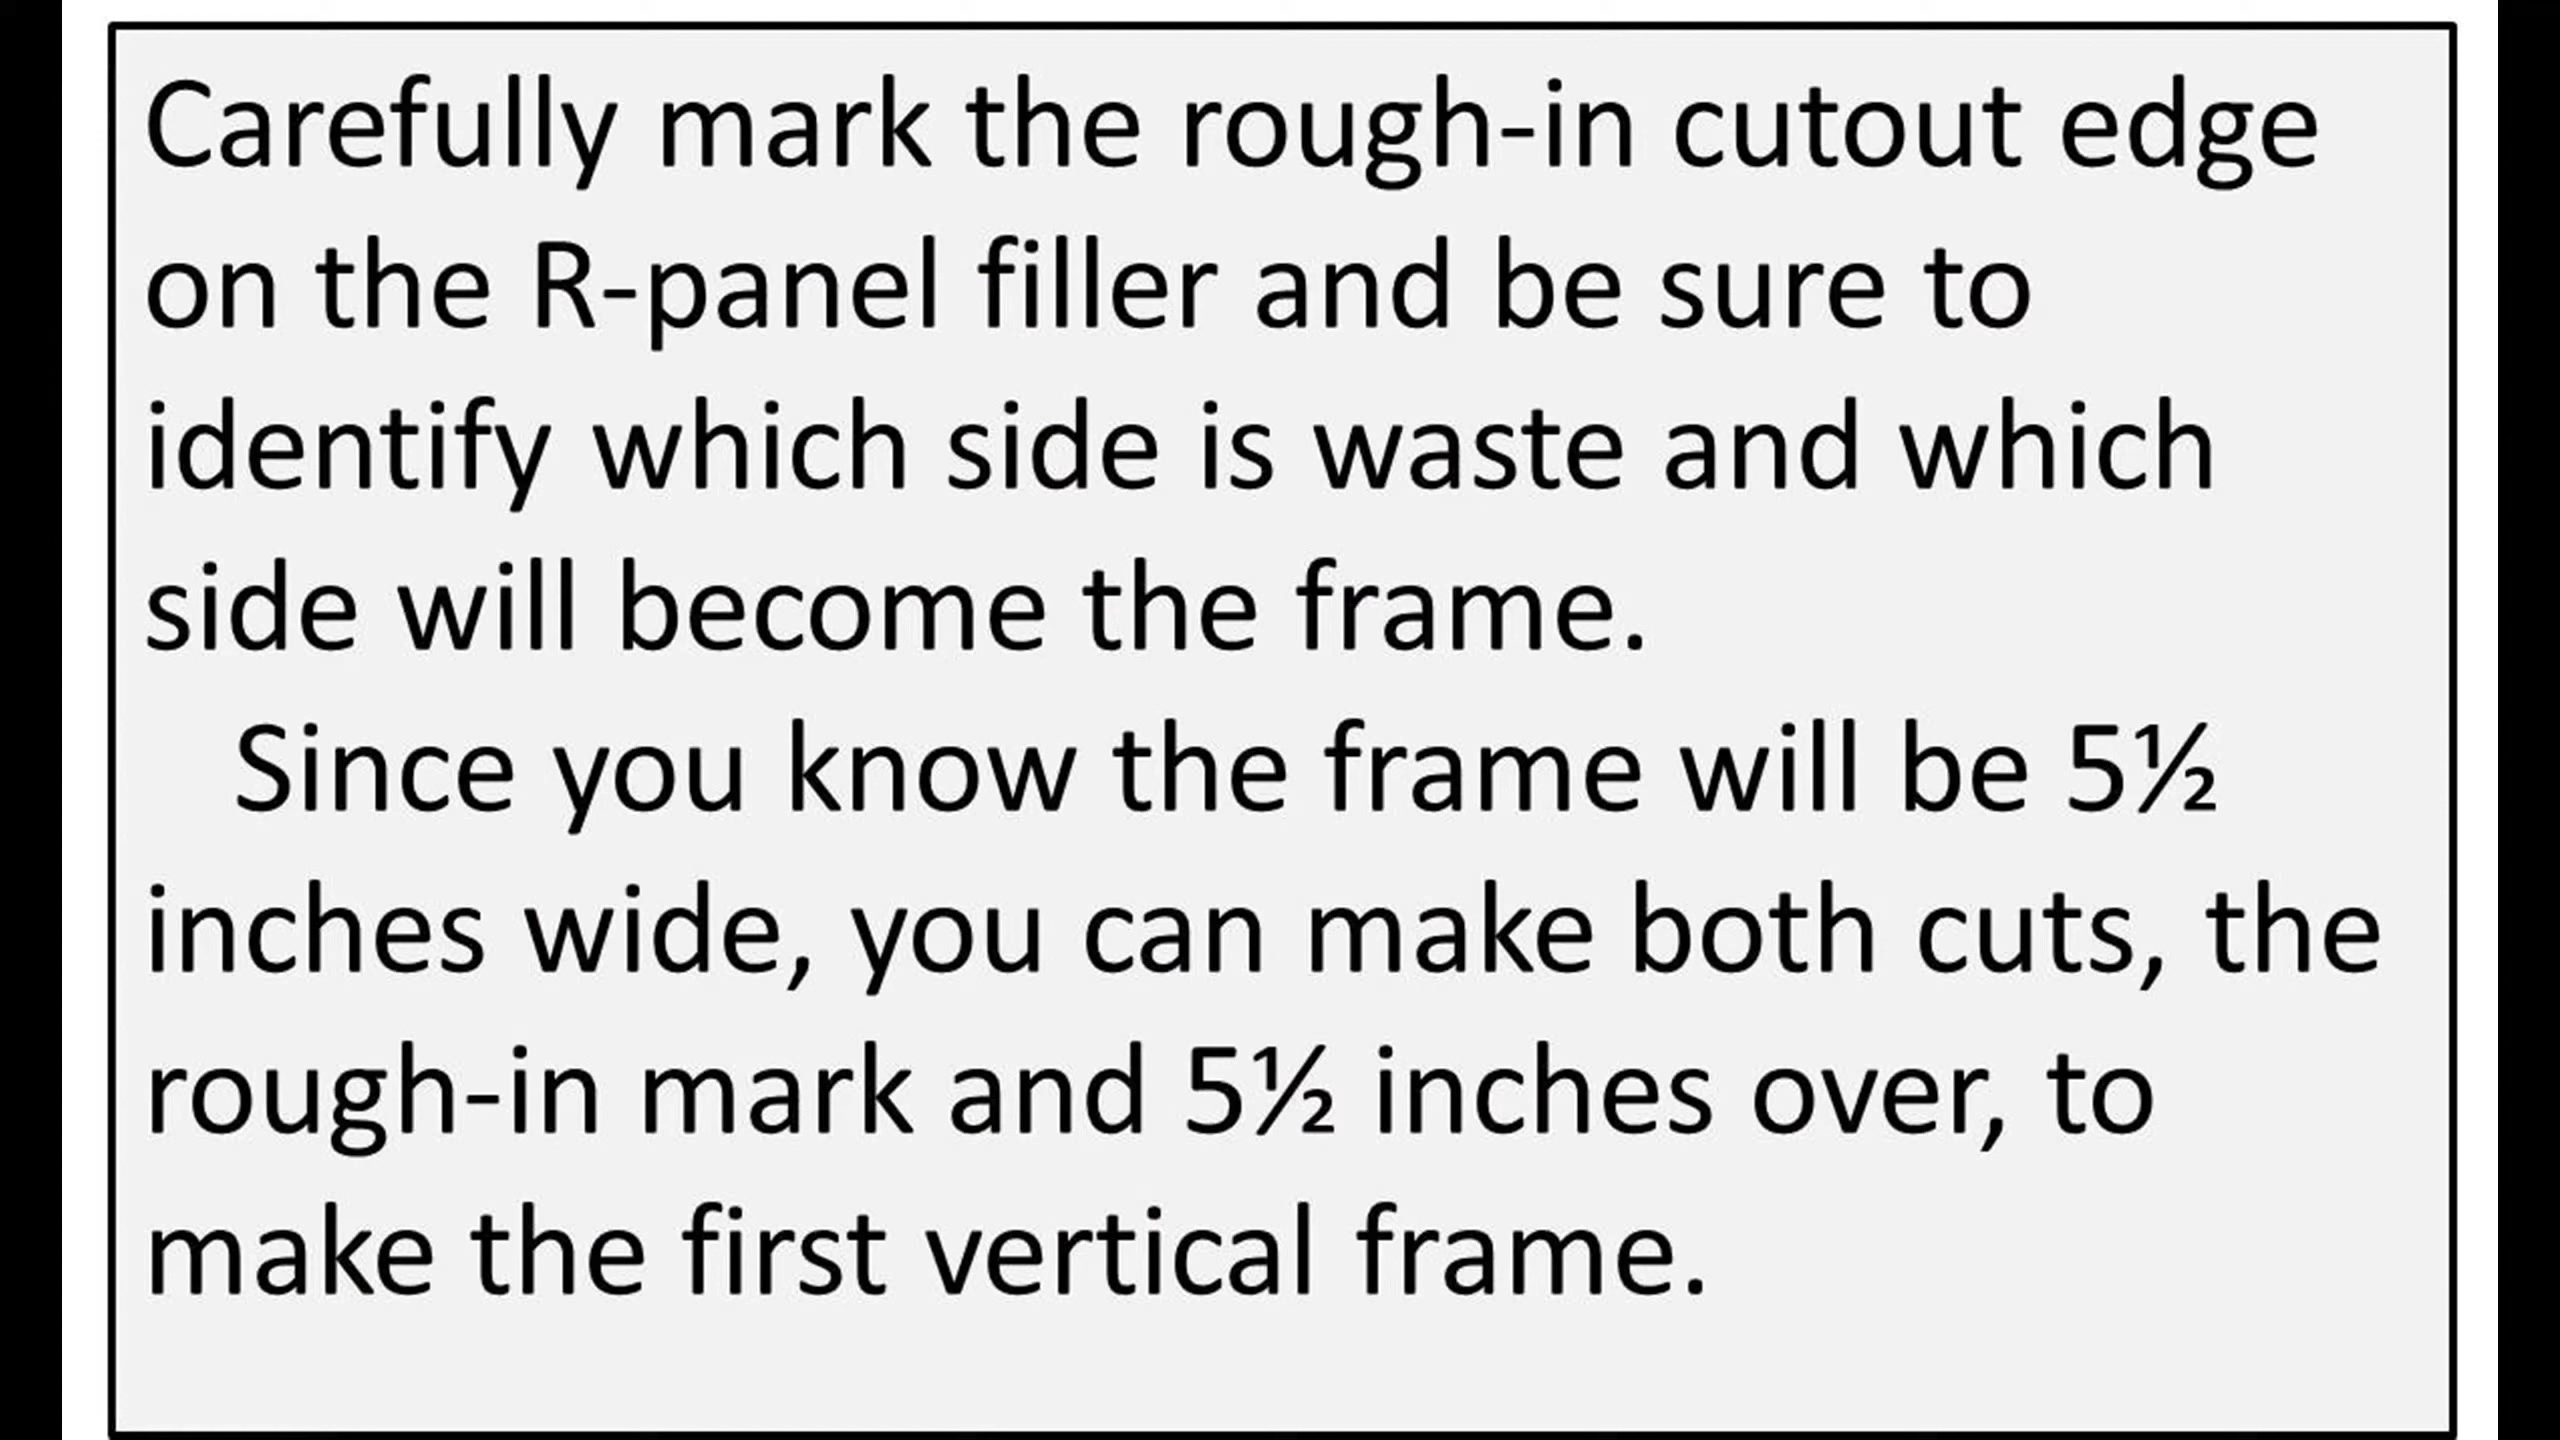 Carefully mark the rough-in cutout edge
on the R-panel filler and be sure to
identify which side is waste and which
side will become the frame.
Since you know the frame will be 5½
inches wide, you can make both cuts, the
rough-in mark and 5½ inches over, to
make the first vertical frame.